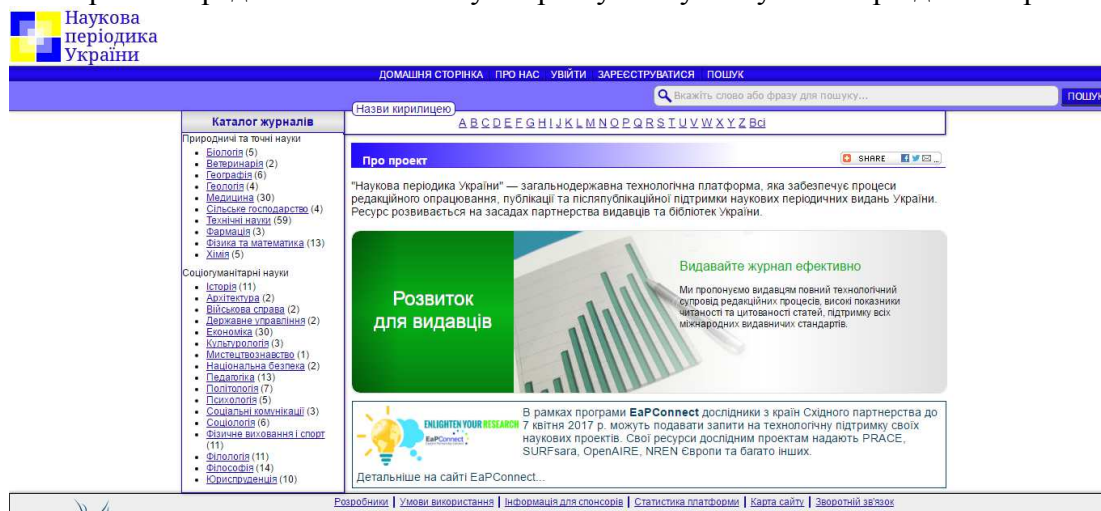 Наукова
періодика
України
ДОМАШНЯ СТОРІНКА ПРО НАС УВІЙТИ ЗАРЕЄСТРУВАТИСЯ ПОШУК
Вкажіть слово або фразу для пошуку...
ПОШУК
Каталог журналів
Природничі та точні науки
Біологія (5)
Ветеринарія (2)
Географія (6)
Геологія (4)
Медицина (30)
Сільське господарство (4)
Технічні науки (59)
Фармація (3)
Фізика та математика (13)
Хімія (5)
Соціогуманітарні науки
Історія (11)
Архітектура (2)
Військова справа (2)
Державне управління (2)
Економіка (30)
Культурологія (3)
Мистецтвознавство (1)
Національна безпека (2)
Педагогіка (13)
Політологія (7)
Психологія (5)
Соціальні комунікації (3)
Соціологія (6)
Фізичне виховання і спорт
(11)
Філологія (11)
Філософія (14)
Юриспруденція (10)
Назви кирилицею
A B C D E F G H I J K L M N O P Q R S T U V W X Y Z Всі
Про проект
SHARE
"Наукова періодика України" — загальнодержавна технологічна платформа, яка забезпечує процеси
редакційного опрацювання, публікації та післяпублікаційної підтримки наукових періодичних видань України.
Ресурс розвивається на засадах партнерства видавців та бібліотек України.
Розвиток
для видавців
Видавайте журнал ефективно
Ми пропонуємо видавцям повний технологічний
супровід редакційних процесів, високі показники
читаності та цитованості статей, підтримку всіх
міжнародних видавничих стандартів.
ENLIGHTEN YOUR RESEARCH
EaPConnect
В рамках програми EaPConnect дослідники з країн Східного партнерства до
7 квітня 2017 р. можуть подавати запити на технологічну підтримку своїх
наукових проектів. Свої ресурси дослідним проектам надають PRACE,
SURFsara, OpenAIRE, NREN Європи та багато інших.
Детальніше на сайті EaPConnect...
Розробники | Умови використання | Інформація для спонсорів | Статистика платформи | Карта сайту | Зворотній зв'язок